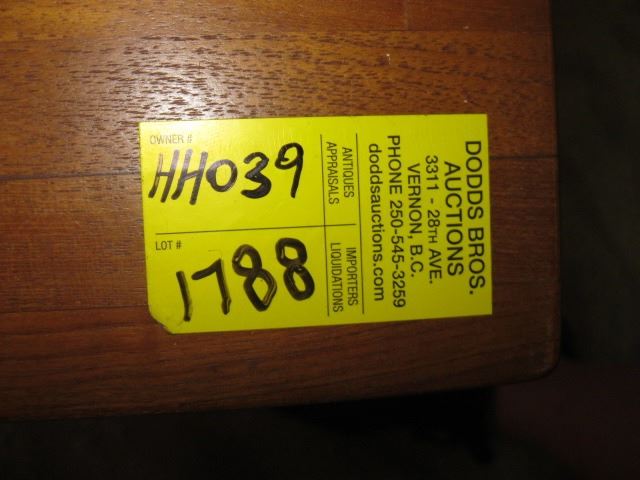 DODDS BROS.
AUCTIONS
3311 - 28TH AVE.
VERNON, B.C.
PHONE 250-545-3259
doddsauctions.com
ANTIQUES
APPRAISALS
IMPORTERS
LIQUIDATIONS
OWNER #
HH039
LOT #
1788